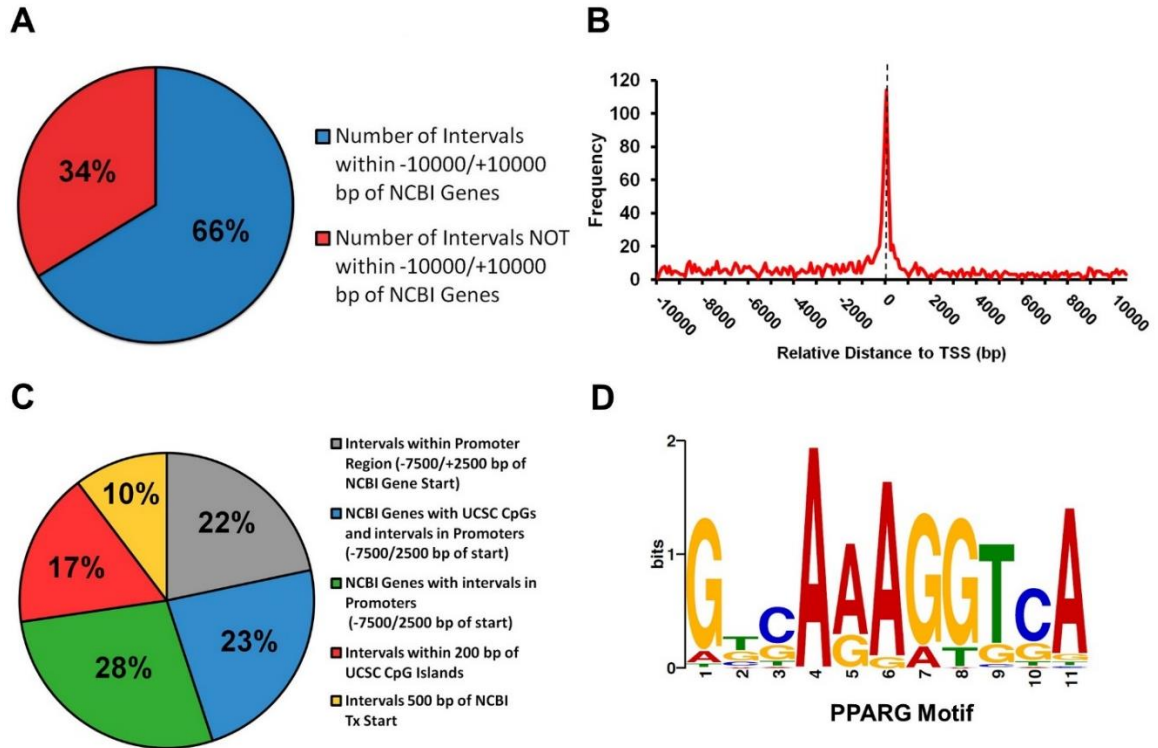 A
34%
66%
Number of Intervals
within -10000/+10000
bp of NCBI Genes
Number of Intervals NOT
within -10000/+10000
bp of NCBI Genes
B
Frequency
120
100
80
60
40
20
0
-10000
-8000
-6000
-4000
-2000
0
2000
4000
6000
8000
10000
Relative Distance to TSS (bp)
C
10%
22%
17%
23%
28%
Intervals within Promoter
Region (-7500/+2500 bp of
NCBI Gene Start)
NCBI Genes with UCSC CpGs
and intervals in Promoters
(-7500/2500 bp of start)
NCBI Genes with intervals in
Promoters
(-7500/2500 bp of start)
Intervals within 200 bp of
UCSC CpG Islands
Intervals 500 bp of NCBI
Tx Start
D
bits
2
1
0
GTCAAAGGTCA
AGGGGATGGG
TCT CTT
1 2 3 4 5 6 7 8 9 10 11
PPARG Motif